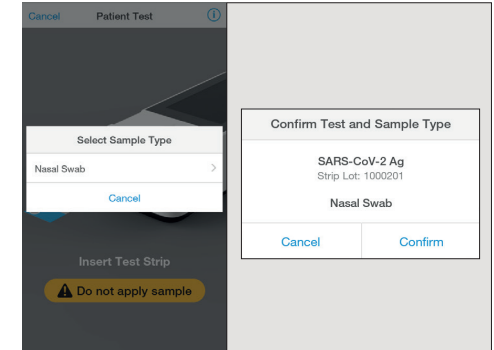 Cancel Patient Test
Select Sample Type
Nasal Swab
Cancel
Insert Test Strip
Do not apply sample
Confirm Test and Sample Type
SARS-CoV-2 Ag
Strip Lot: 1000201
Nasal Swab
Cancel Confirm